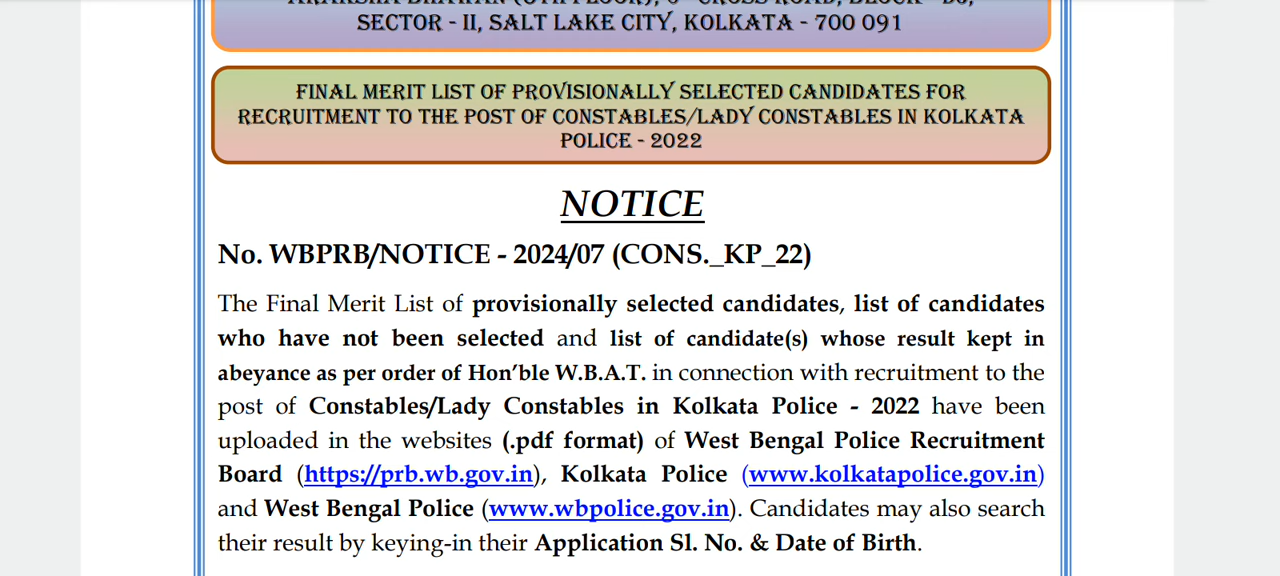 SECTOR - II, SALT LAKE CITY, KOLKATA - 700 091
FINAL MERIT LIST OF PROVISIONALLY SELECTED CANDIDATES FOR
RECRUITMENT TO THE POST OF CONSTABLES/LADY CONSTABLES IN KOLKATA
POLICE - 2022
NOTICE
No. WBPRB/NOTICE - 2024/07 (CONS._KP_22)
The Final Merit List of provisionally selected candidates, list of candidates
who have not been selected and list of candidate(s) whose result kept in
abeyance as per order of Hon’ble W.B.A.T. in connection with recruitment to the
post of Constables/Lady Constables in Kolkata Police - 2022 have been
uploaded in the websites (.pdf format) of West Bengal Police Recruitment
Board (https://prb.wb.gov.in), Kolkata Police (www.kolkatapolice.gov.in)
and West Bengal Police (www.wbpolice.gov.in). Candidates may also search
their result by keying-in their Application Sl. No. & Date of Birth.